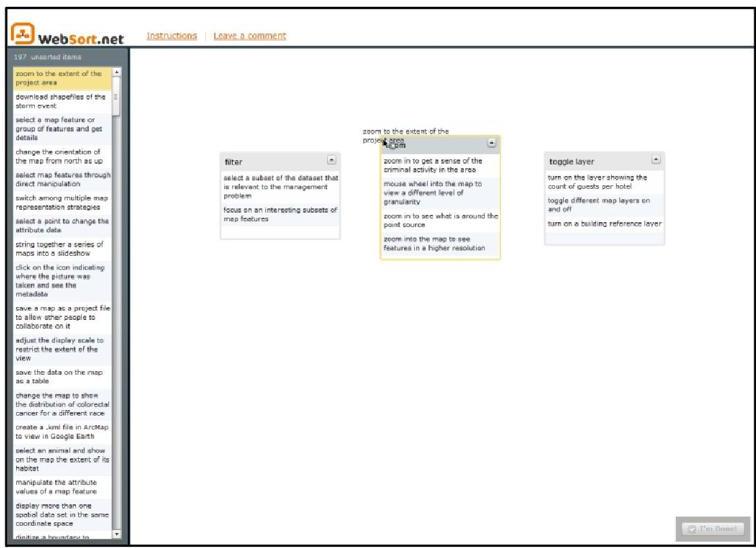 WebSort.net
Instructions | Leave a comment
197 unsorted items
zoom to the extent of the
project area
download shapefiles of the
storm event
select a map feature or
group of features and get
details
change the orientation of
the map from north as up
select map features through
direct manipulation
switch among multiple map
representation strategies
select a point to change the
attribute data
string together a series of
maps into a slideshow
click on the icon indicating
where the picture was
taken and see the
metadata
save a map as a project file
to allow other people to
collaborate on it
adjust the display scale to
restrict the extent of the
view
save the data on the map
as a table
change the map to show
the distribution of colorectal
cancer for a different race
create a .kml file in ArcMap
to view in Google Earth
select an animal and show
on the map the extent of its
habitat
manipulate the attribute
values of a map feature
display more than one
spatial data set in the same
coordinate space
digitize a boundary to
filter
select a subset of the dataset that
is relevant to the management
problem
focus on an interesting subsets of
map features
zoom to the extent of the
project area
zoom in to get a sense of the
criminal activity in the area
mouse wheel into the map to
view a different level of
granularity
zoom in to see what is around the
point source
zoom into the map to see
features in a higher resolution
toggle layer
turn on the layer showing the
count of guests per hotel
toggle different map layers on
and off
turn on a building reference layer
I'm Done!